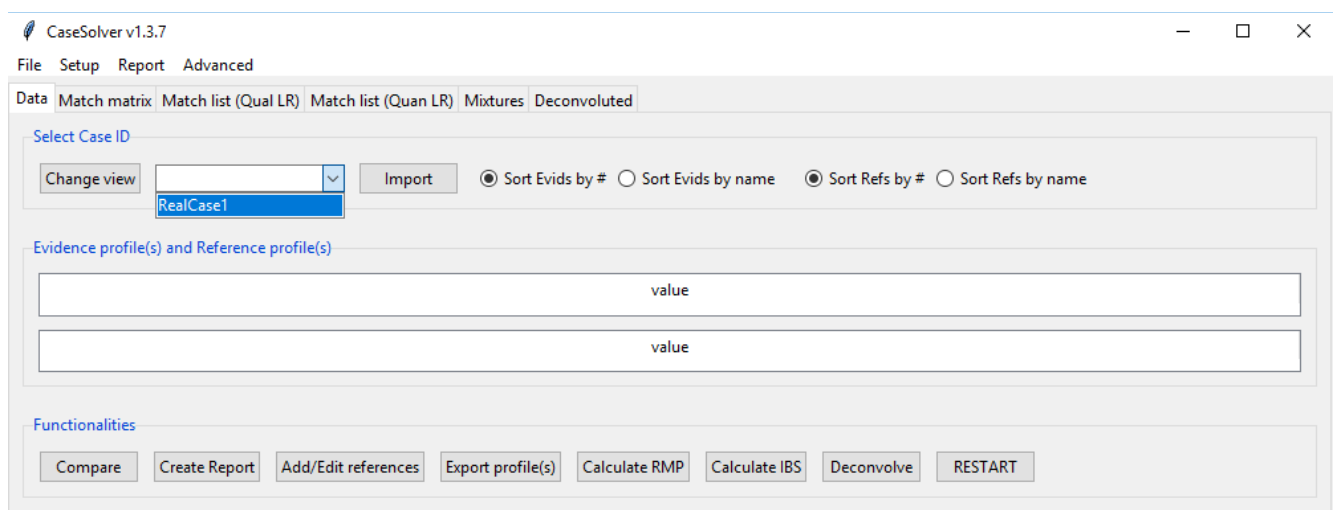 CaseSolver v1.3.7
File Setup Report Advanced
Data Match matrix Match list (Qual LR) Match list (Quan LR) Mixtures Deconvoluted
Select Case ID
Change view Import Sort Evids by # Sort Evids by name Sort Refs by # Sort Refs by name
RealCase1
Evidence profile(s) and Reference profile(s)
value
value
Functionalities
Compare Create Report Add/Edit references Export profile(s) Calculate RMP Calculate IBS Deconvolve RESTART